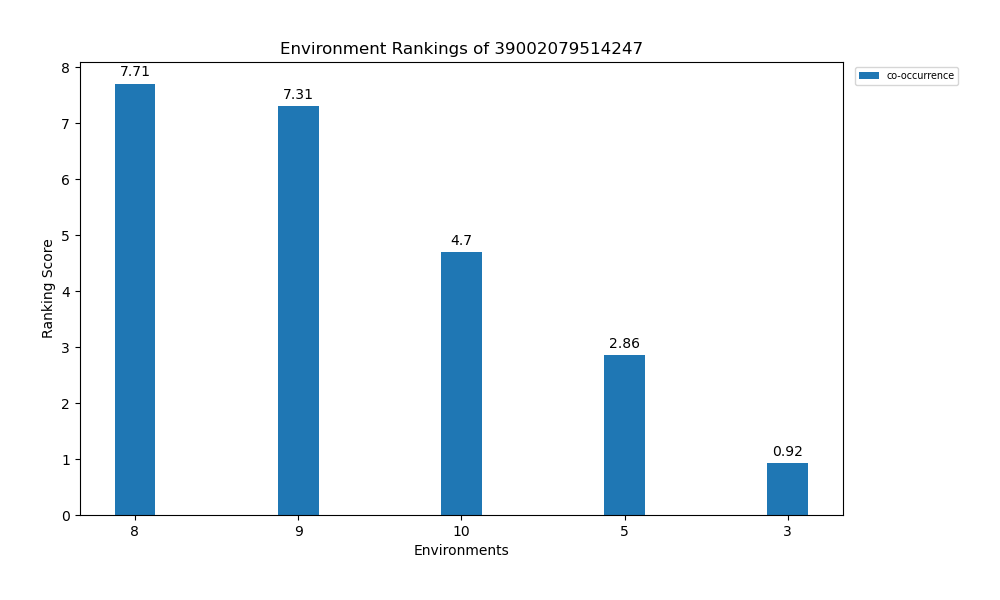 Environment Rankings of 39002079514247
co-occurrence
Ranking Score
8
7
6
5
4
3
2
1
0
7.71
7.31
4.7
2.86
0.92
8 9 10 5 3
Environments